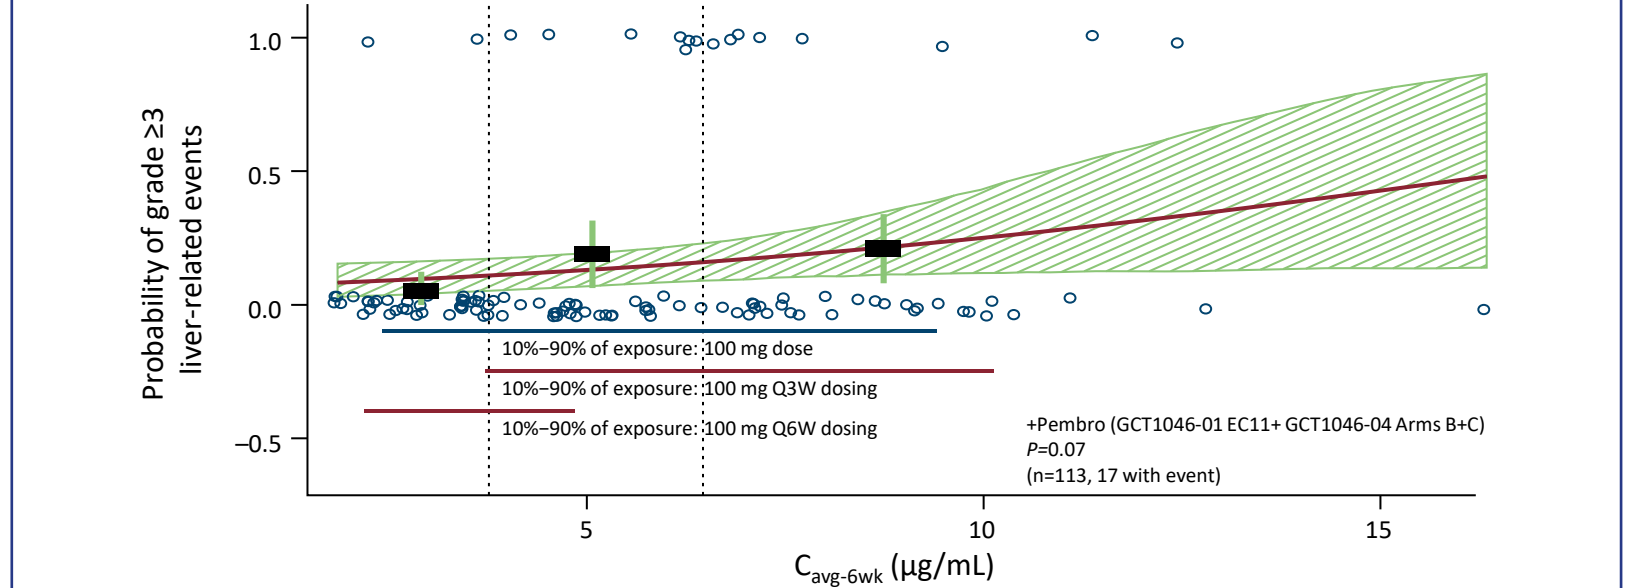 1.0
0.5
0.0
–0.5
Probability of grade ≥3
liver-related events
10%–90% of exposure: 100 mg dose
10%–90% of exposure: 100 mg Q3W dosing
10%–90% of exposure: 100 mg Q6W dosing
+Pembro (GCT1046-01 EC11+ GCT1046-04 Arms B+C)
P=0.07
(n=113, 17 with event)
5
10
15
Cavg-6wk (µg/mL)